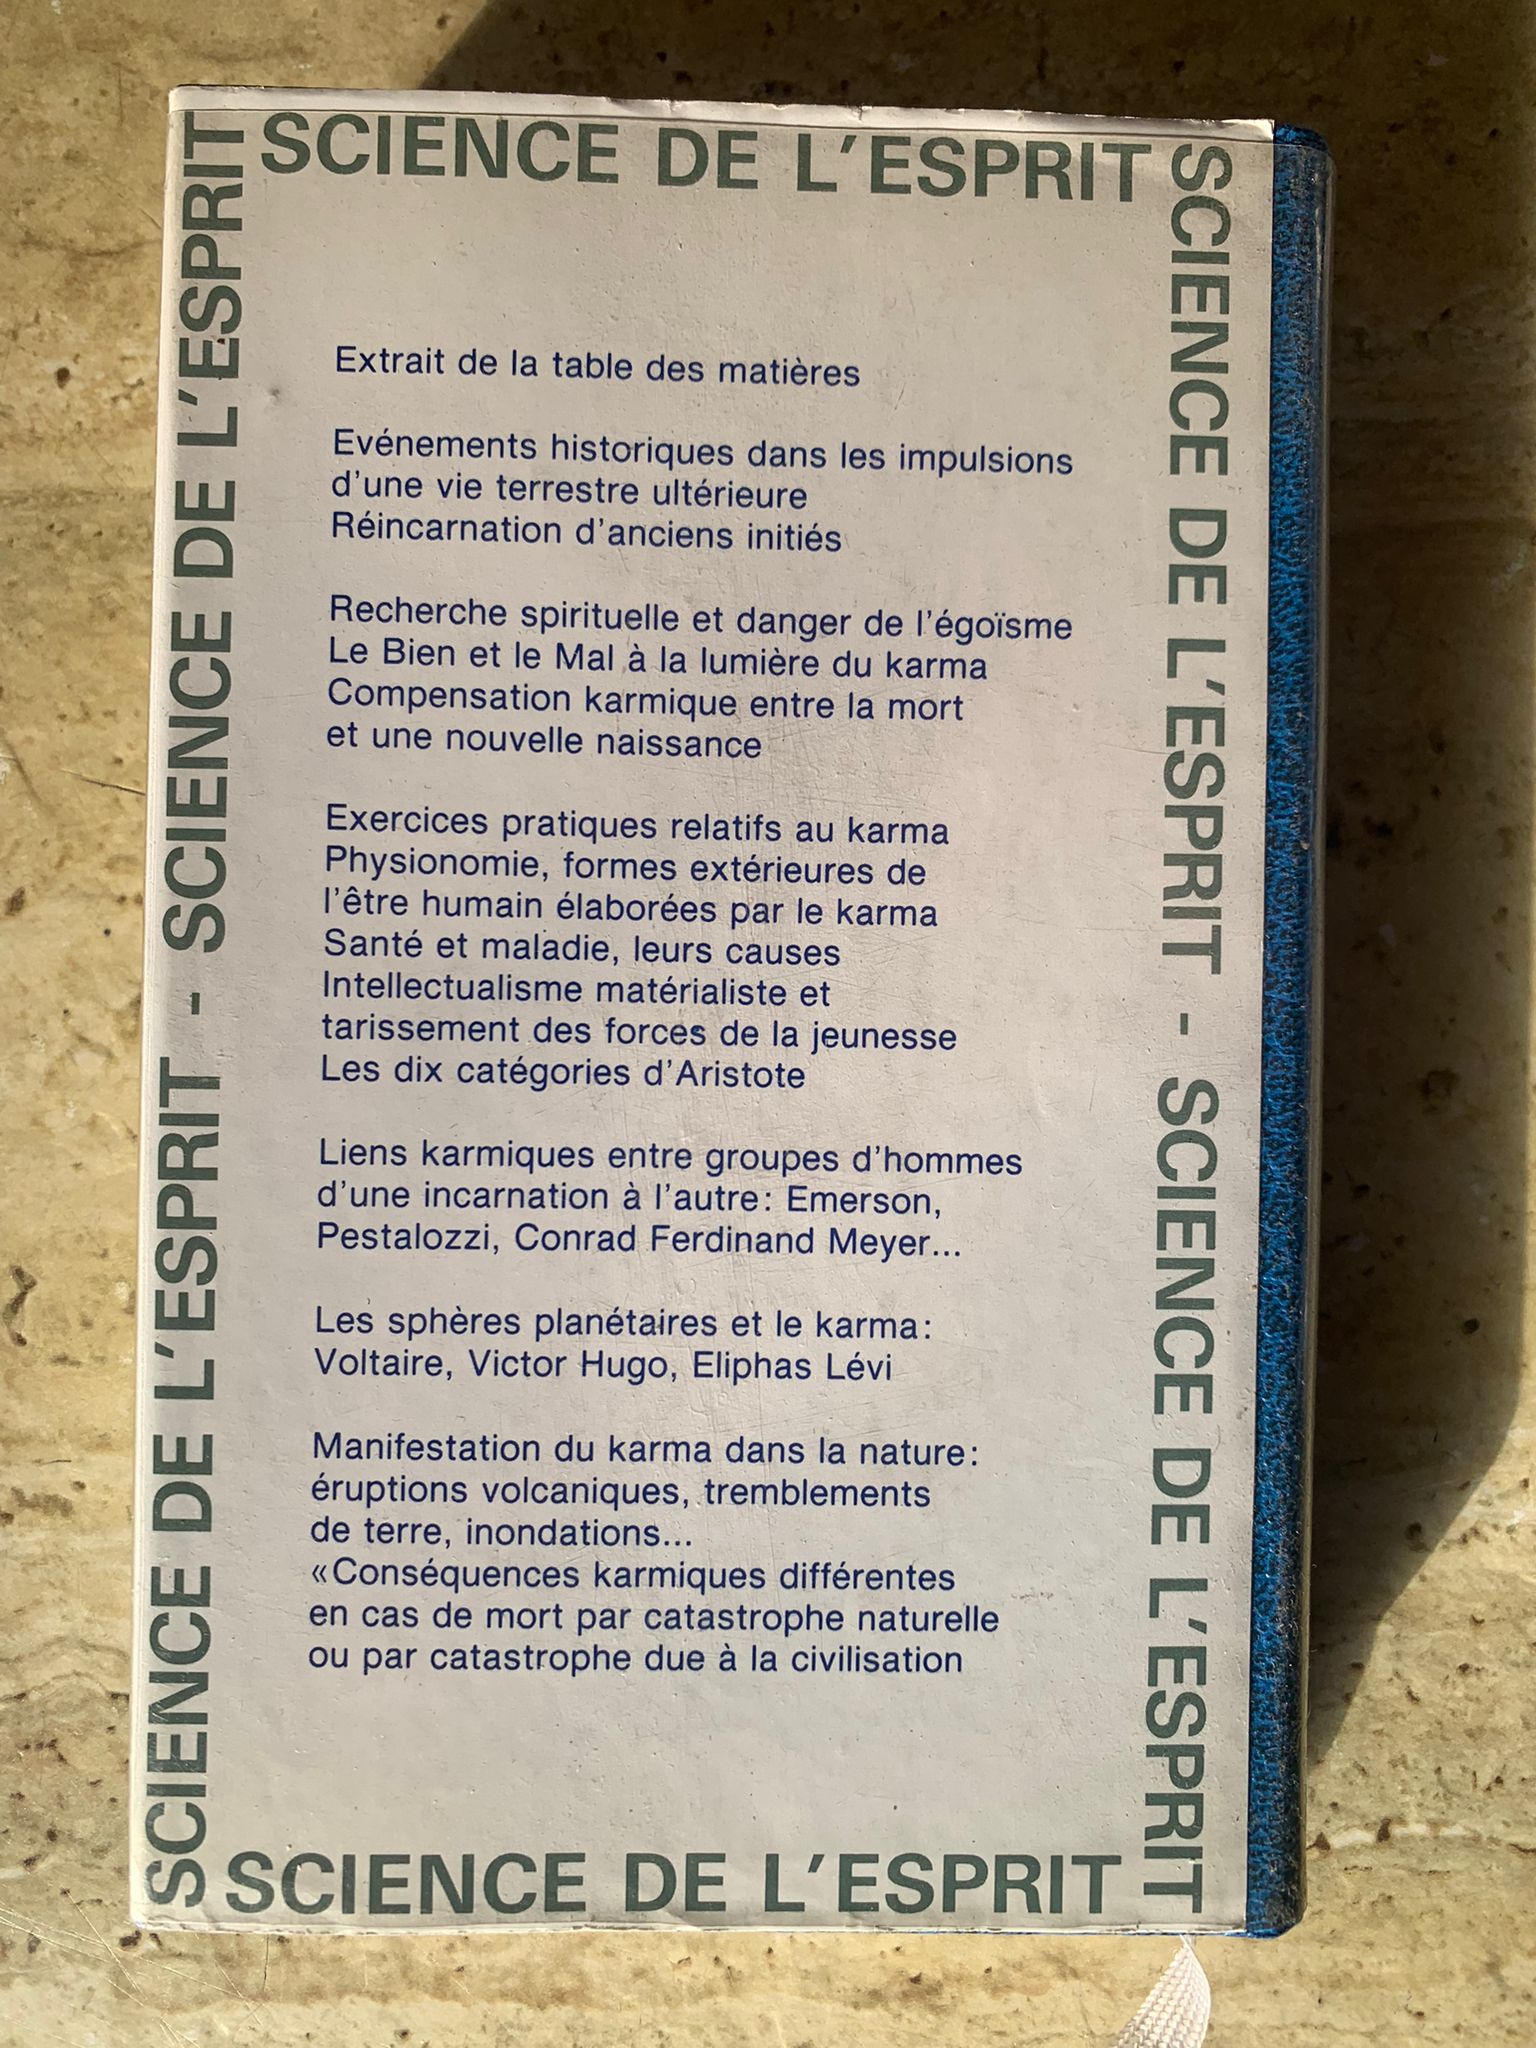 SCIENCE DE L'ESPRIT
SCIENCE DE L'ESPRIT - SCIENCE DE L'ESPRIT
SCIENCE DE L'ESPRIT - SCIENCE DE L'ESPRIT
Extrait de la table des matières
Evénements historiques dans les impulsions
d'une vie terrestre ultérieure
Réincarnation d'anciens initiés
Recherche spirituelle et danger de l'égoïsme
Le Bien et le Mal à la lumière du karma
Compensation karmique entre la mort
et une nouvelle naissance
Exercices pratiques relatifs au karma
Physionomie, formes extérieures de
l'être humain élaborées par le karma
Santé et maladie, leurs causes
Intellectualisme matérialiste et
tarissement des forces de la jeunesse
Les dix catégories d'Aristote
Liens karmiques entre groupes d'hommes
d'une incarnation à l'autre: Emerson,
Pestalozzi, Conrad Ferdinand Meyer...
Les sphères planétaires et le karma:
Voltaire, Victor Hugo, Eliphas Lévi
Manifestation du karma dans la nature:
éruptions volcaniques, tremblements
de terre, inondations...
«Conséquences karmiques différentes
en cas de mort par catastrophe naturelle
ou par catastrophe due à la civilisation
SCIENCE DE L'ESPRIT